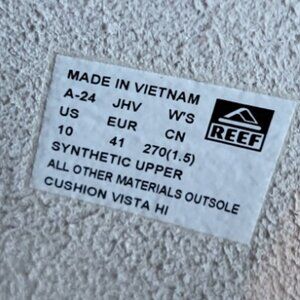 MADE IN VIETNAM
A-24 JHV W'S
US EUR CN
10 41 270(1.5)
REEF
SYNTHETIC UPPER
ALL OTHER MATERIALS OUTSOLE
CUSHION VISTA HI